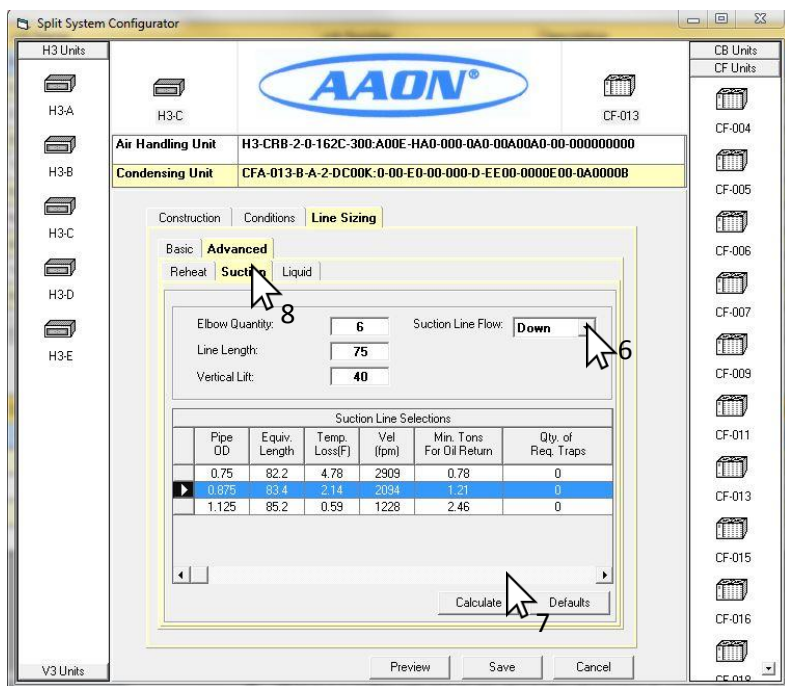 Split System Configurator
H3 Units
H3-A
H3-B
H3-C
H3-D
H3-E
V3 Units
H3-C
AAON®
CF-013
Air Handling Unit H3-CRB-2-0-162C-300:A00E-HA0-000-0A0-00A00A0-00-000000000
Condensing Unit CFA-013-B-A-2-DC00K:0-00-E0-00-000-D-EE00-0000E00-0A0000B
Construction Conditions Line Sizing
Basic Advanced
Reheat Suction Liquid
8
Elbow Quantity: 6 Suction Line Flow: Down
6
Line Length: 75
Vertical Lift: 40
Suction Line Selections
Pipe OD Equiv. Length Temp. Loss(F) Vel (fpm) Min. Tons For Oil Return Qty. of Req. Traps
0.75 82.2 4.78 2909 0.78 0
0.875 83.4 2.14 2094 1.21 0
1.125 85.2 0.59 1228 2.46 0
Calculate Defaults
7
Preview Save Cancel
CB Units
CF Units
CF-004
CF-005
CF-006
CF-007
CF-009
CF-011
CF-013
CF-015
CF-016